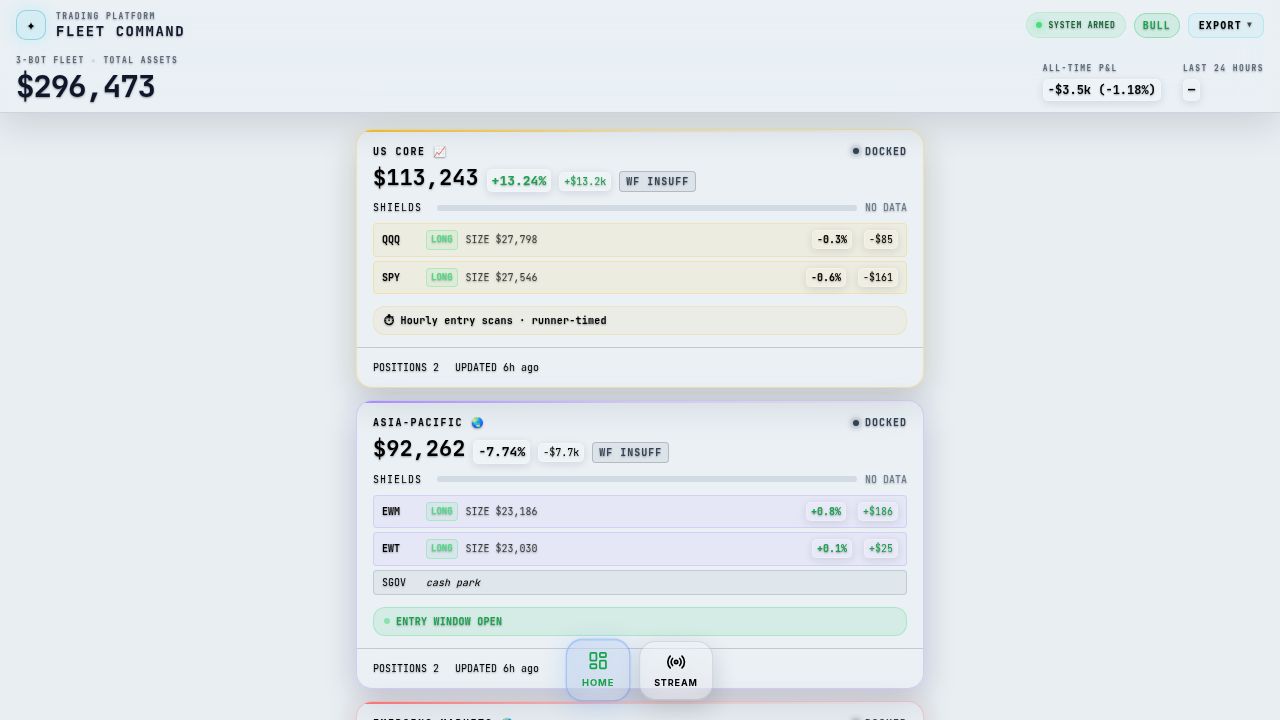 TRADING PLATFORM
FLEET COMMAND
SYSTEM ARMED
BULL
EXPORT ▼
3-BOT FLEET · TOTAL ASSETS
$296,473
ALL-TIME P&L
-$3.5k (-1.18%)
LAST 24 HOURS
—
US CORE 📈
DOCKED
$113,243 +13.24% +$13.2k WF INSUFF
SHIELDS NO DATA
QQQ LONG SIZE $27,798 -0.3% -$85
SPY LONG SIZE $27,546 -0.6% -$161
⏱ Hourly entry scans · runner-timed
POSITIONS 2 UPDATED 6h ago
ASIA-PACIFIC 🌏
DOCKED
$92,262 -7.74% -$7.7k WF INSUFF
SHIELDS NO DATA
EWM LONG SIZE $23,186 +0.8% +$186
EWT LONG SIZE $23,030 +0.1% +$25
SGOV cash park
ENTRY WINDOW OPEN
POSITIONS 2 UPDATED 6h ago
HOME
STREAM